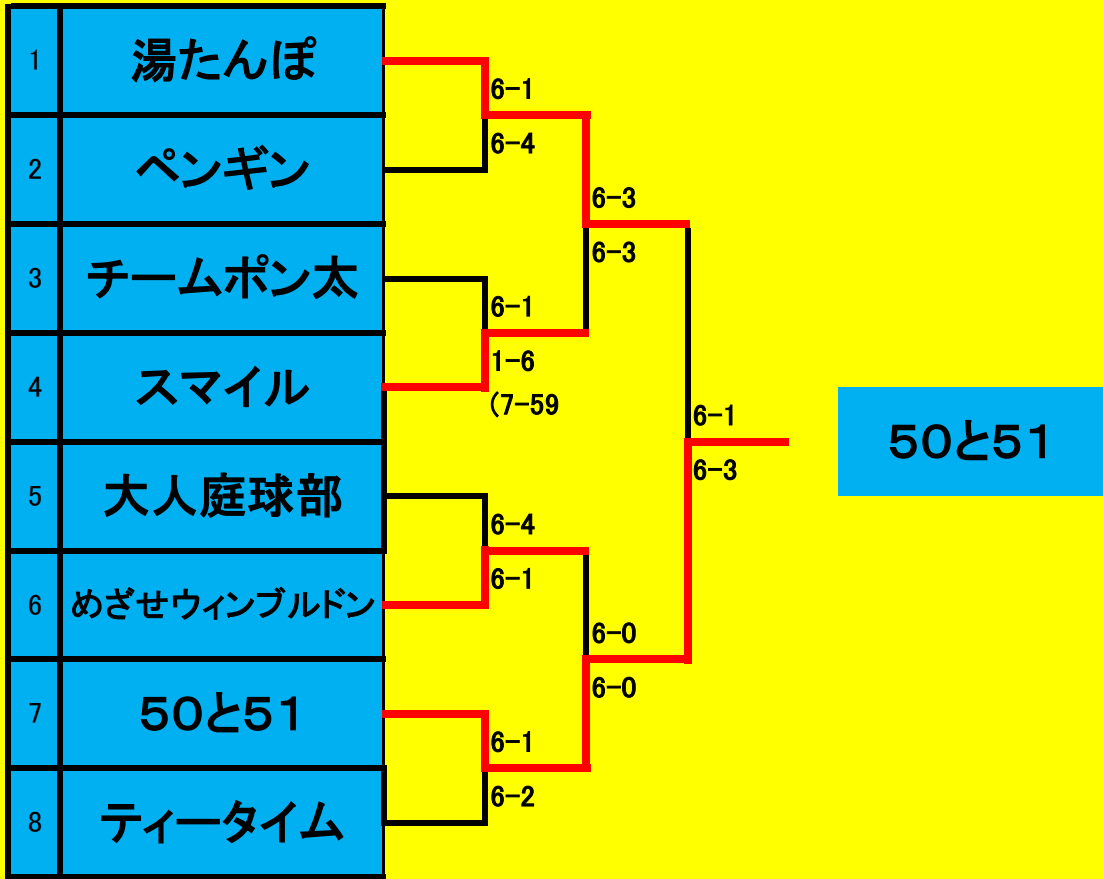 1 湯たんぽ
6-1
6-4
2 ペンギン
6-3
6-3
3 チームポン太
6-1
1-6
(7-59
4 スマイル
6-1
6-3
50と51
5 大人庭球部
6-4
6-1
6 めざせウィンブルドン
6-0
6-0
7 50と51
6-1
6-2
8 ティータイム